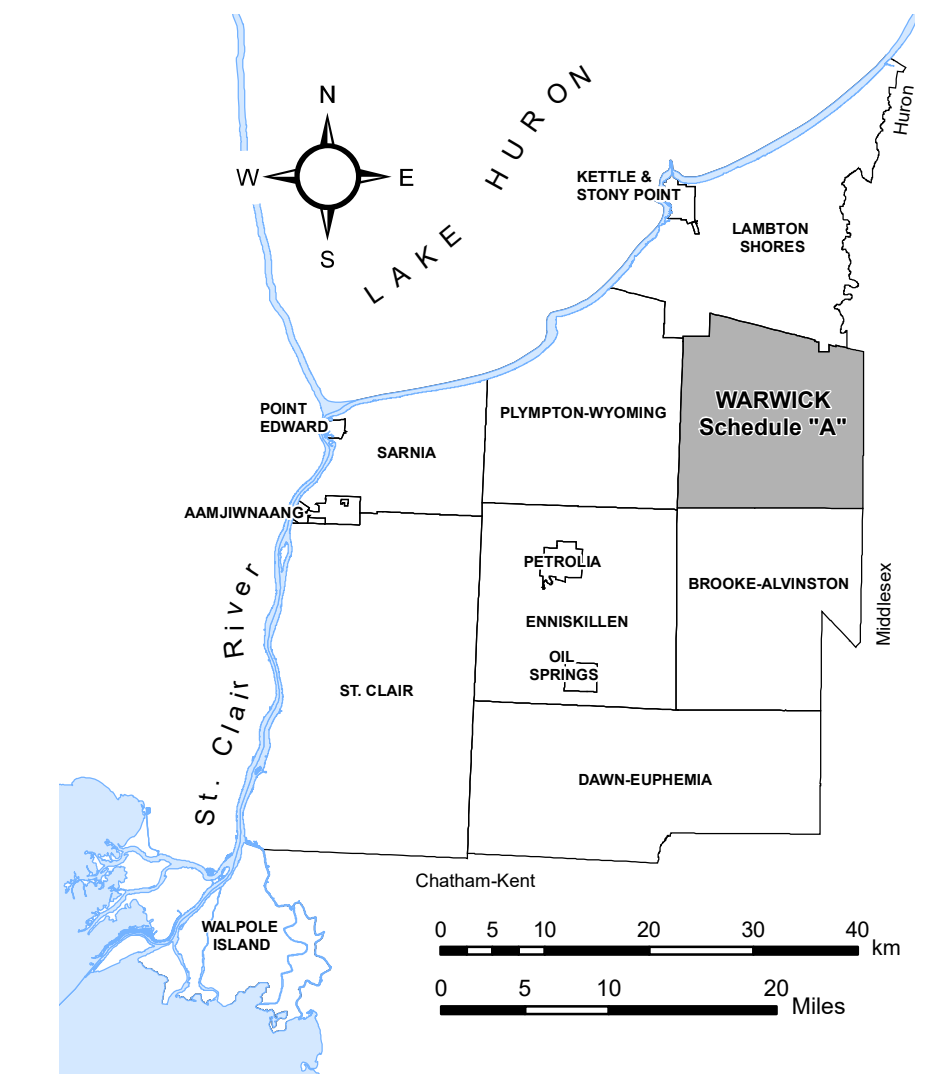 N
W
E
S
LAKE HURON
Huron
KETTLE &
STONY POINT
LAMBTON
SHORES
WARWICK
Schedule "A"
PLYMPTON-WYOMING
POINT
EDWARD
SARNIA
AAMJIWNAANG
PETROLIA
BROOKE-ALVINSTON
Middlesex
ENNISKILLEN
OIL
SPRINGS
ST. CLAIR
St. Clair River
DAWN-EUPHEMIA
Chatham-Kent
WALPOLE
ISLAND
0 5 10 20 30 40
km
0 5 10 20
Miles